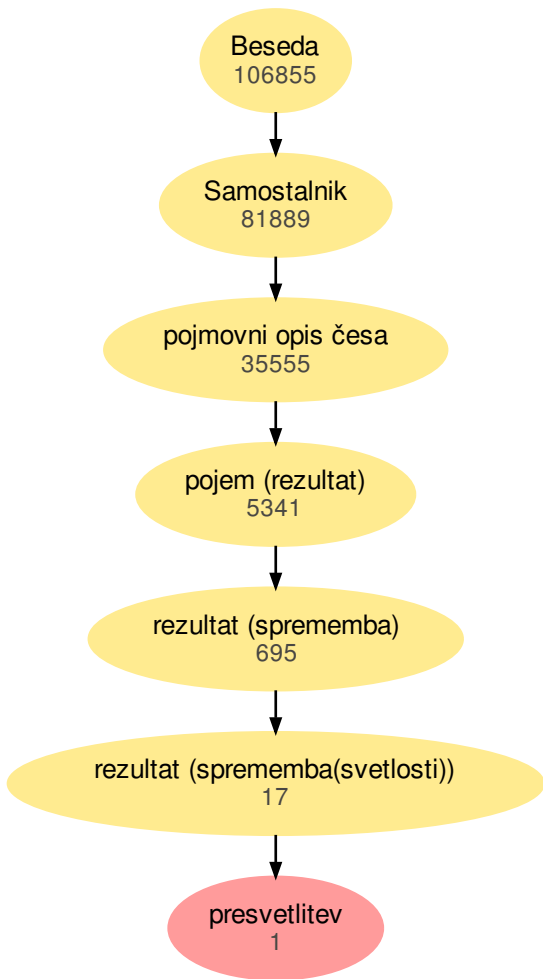 Beseda
106855
Samostalnik
81889
pojmovni opis česa
35555
pojem (rezultat)
5341
rezultat (sprememba)
695
rezultat (sprememba(svetlosti))
17
presvetlitev
1